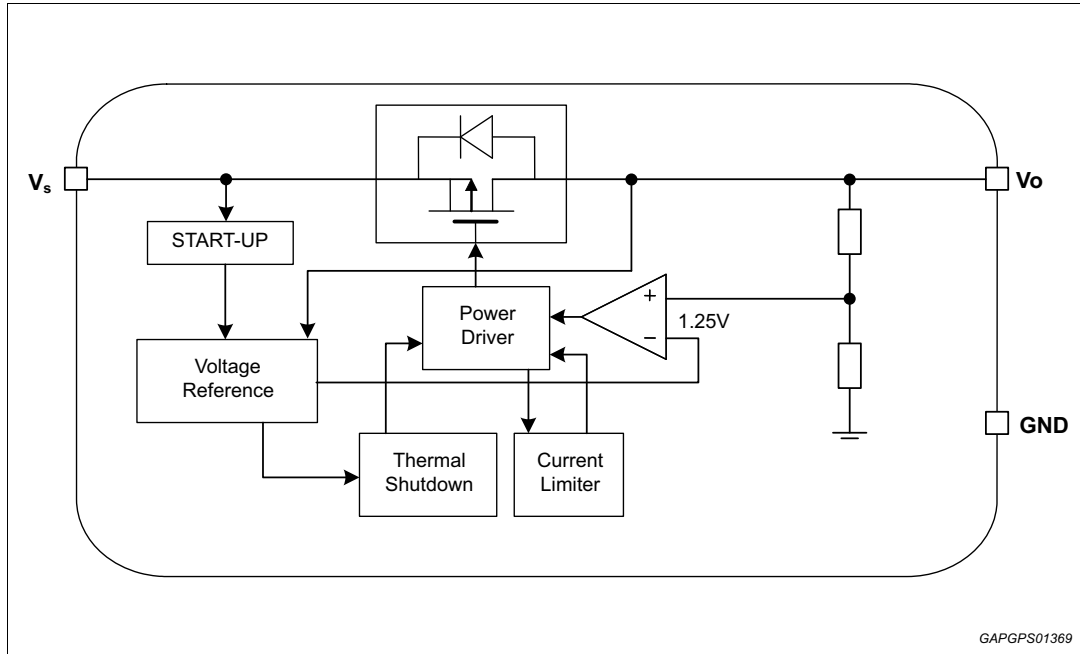 Vs
Vo
START-UP
Power
Driver
+
1.25V
−
Voltage
Reference
GND
Thermal
Shutdown
Current
Limiter
GAPGPS01369